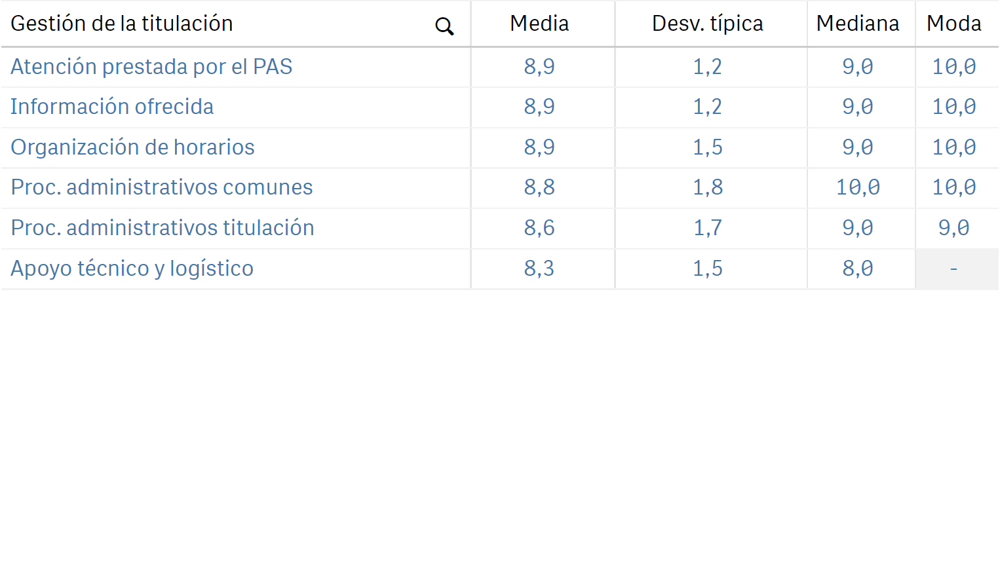 Gestión de la titulación Media Desv. típica Mediana Moda
Atención prestada por el PAS 8,9 1,2 9,0 10,0
Información ofrecida 8,9 1,2 9,0 10,0
Organización de horarios 8,9 1,5 9,0 10,0
Proc. administrativos comunes 8,8 1,8 10,0 10,0
Proc. administrativos titulación 8,6 1,7 9,0 9,0
Apoyo técnico y logístico 8,3 1,5 8,0 -